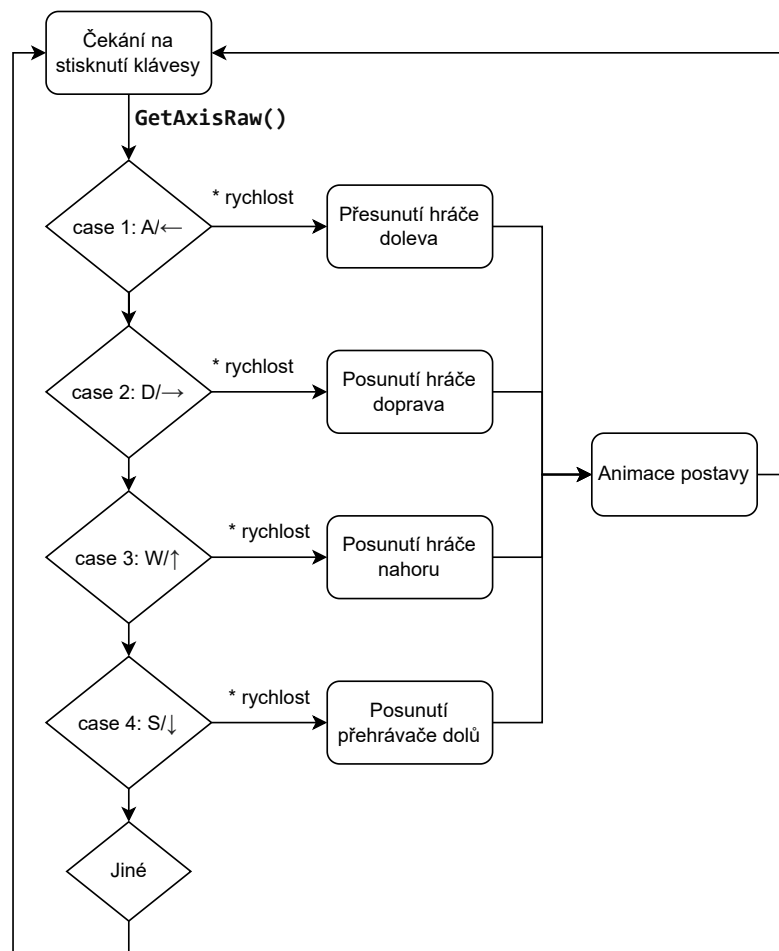 Čekání na
stisknutí klávesy
GetAxisRaw()
case 1: A/←
* rychlost
Přesunutí hráče
doleva
case 2: D/→
* rychlost
Posunutí hráče
doprava
Animace postavy
case 3: W/↑
* rychlost
Posunutí hráče
nahoru
case 4: S/↓
* rychlost
Posunutí
přehrávače dolů
Jiné